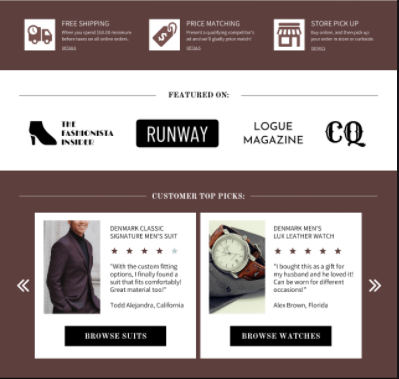 FREE SHIPPING
When you spend $50.00 minimum
before taxes on all online orders.
DETAILS
PRICE MATCHING
Present a qualifying competitor's
ad and we'll gladly price match!
DETAILS
STORE PICK UP
Buy online, and then pick up
your order in store or curbside.
DETAILS
FEATURED ON:
THE
FASHIONISTA
INSIDER
RUNWAY
LOGUE
MAGAZINE
CQ
CUSTOMER TOP PICKS:
DENMARK CLASSIC
SIGNATURE MEN'S SUIT
"With the custom fitting
options, I finally found a
suit that fits comfortably!
Great material too!"
Todd Alejandra, California
BROWSE SUITS
DENMARK MEN'S
LUX LEATHER WATCH
"I bought this as a gift for
my husband and he loved it!
Can be worn for different
occasions!"
Alex Brown, Florida
BROWSE WATCHES